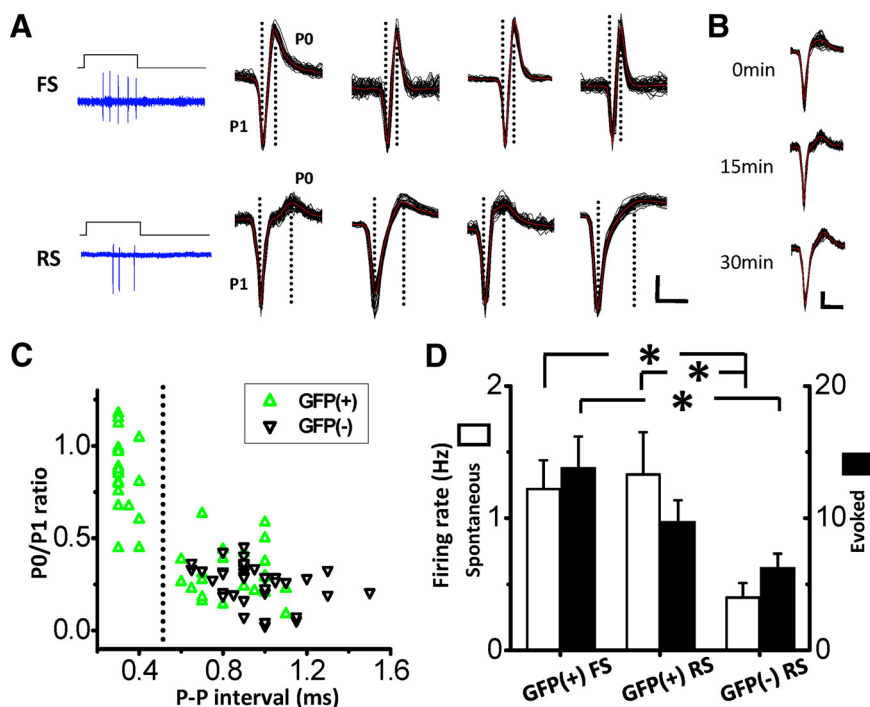 A
FS
P0
P1
RS
P0
P1
B
0min
15min
30min
C
P0/P1 ratio
1.0
0.5
0.0
0.4
0.8
1.2
1.6
P-P interval (ms)
GFP(+)
GFP(-)
D
*
*
*
Firing rate (Hz)
Spontaneous
2
1
0
20
10
0
Evoked
GFP(+) FS
GFP(+) RS
GFP(-) RS